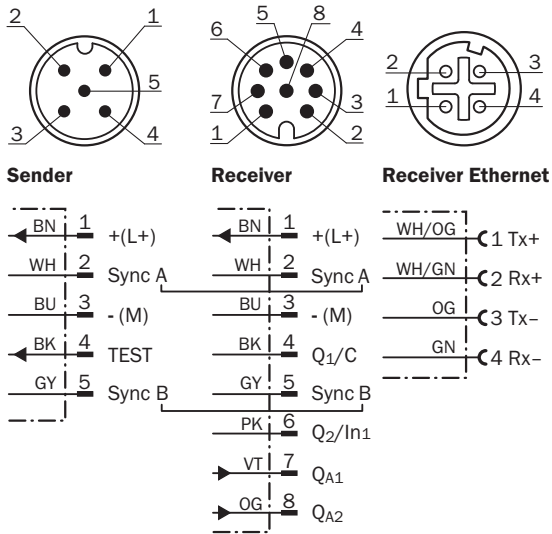 2 1
5
3 4
5 8
6 4
7 3
1 2
2 3
1 4
Sender
BN 1 +(L+)
WH 2 Sync A
BU 3 - (M)
BK 4 TEST
GY 5 Sync B
Receiver
BN 1 +(L+)
WH 2 Sync A
BU 3 - (M)
BK 4 Q1/C
GY 5 Sync B
PK 6 Q2/In1
VT 7 QA1
OG 8 QA2
Receiver Ethernet
WH/OG 1 Tx+
WH/GN 2 Rx+
OG 3 Tx–
GN 4 Rx–